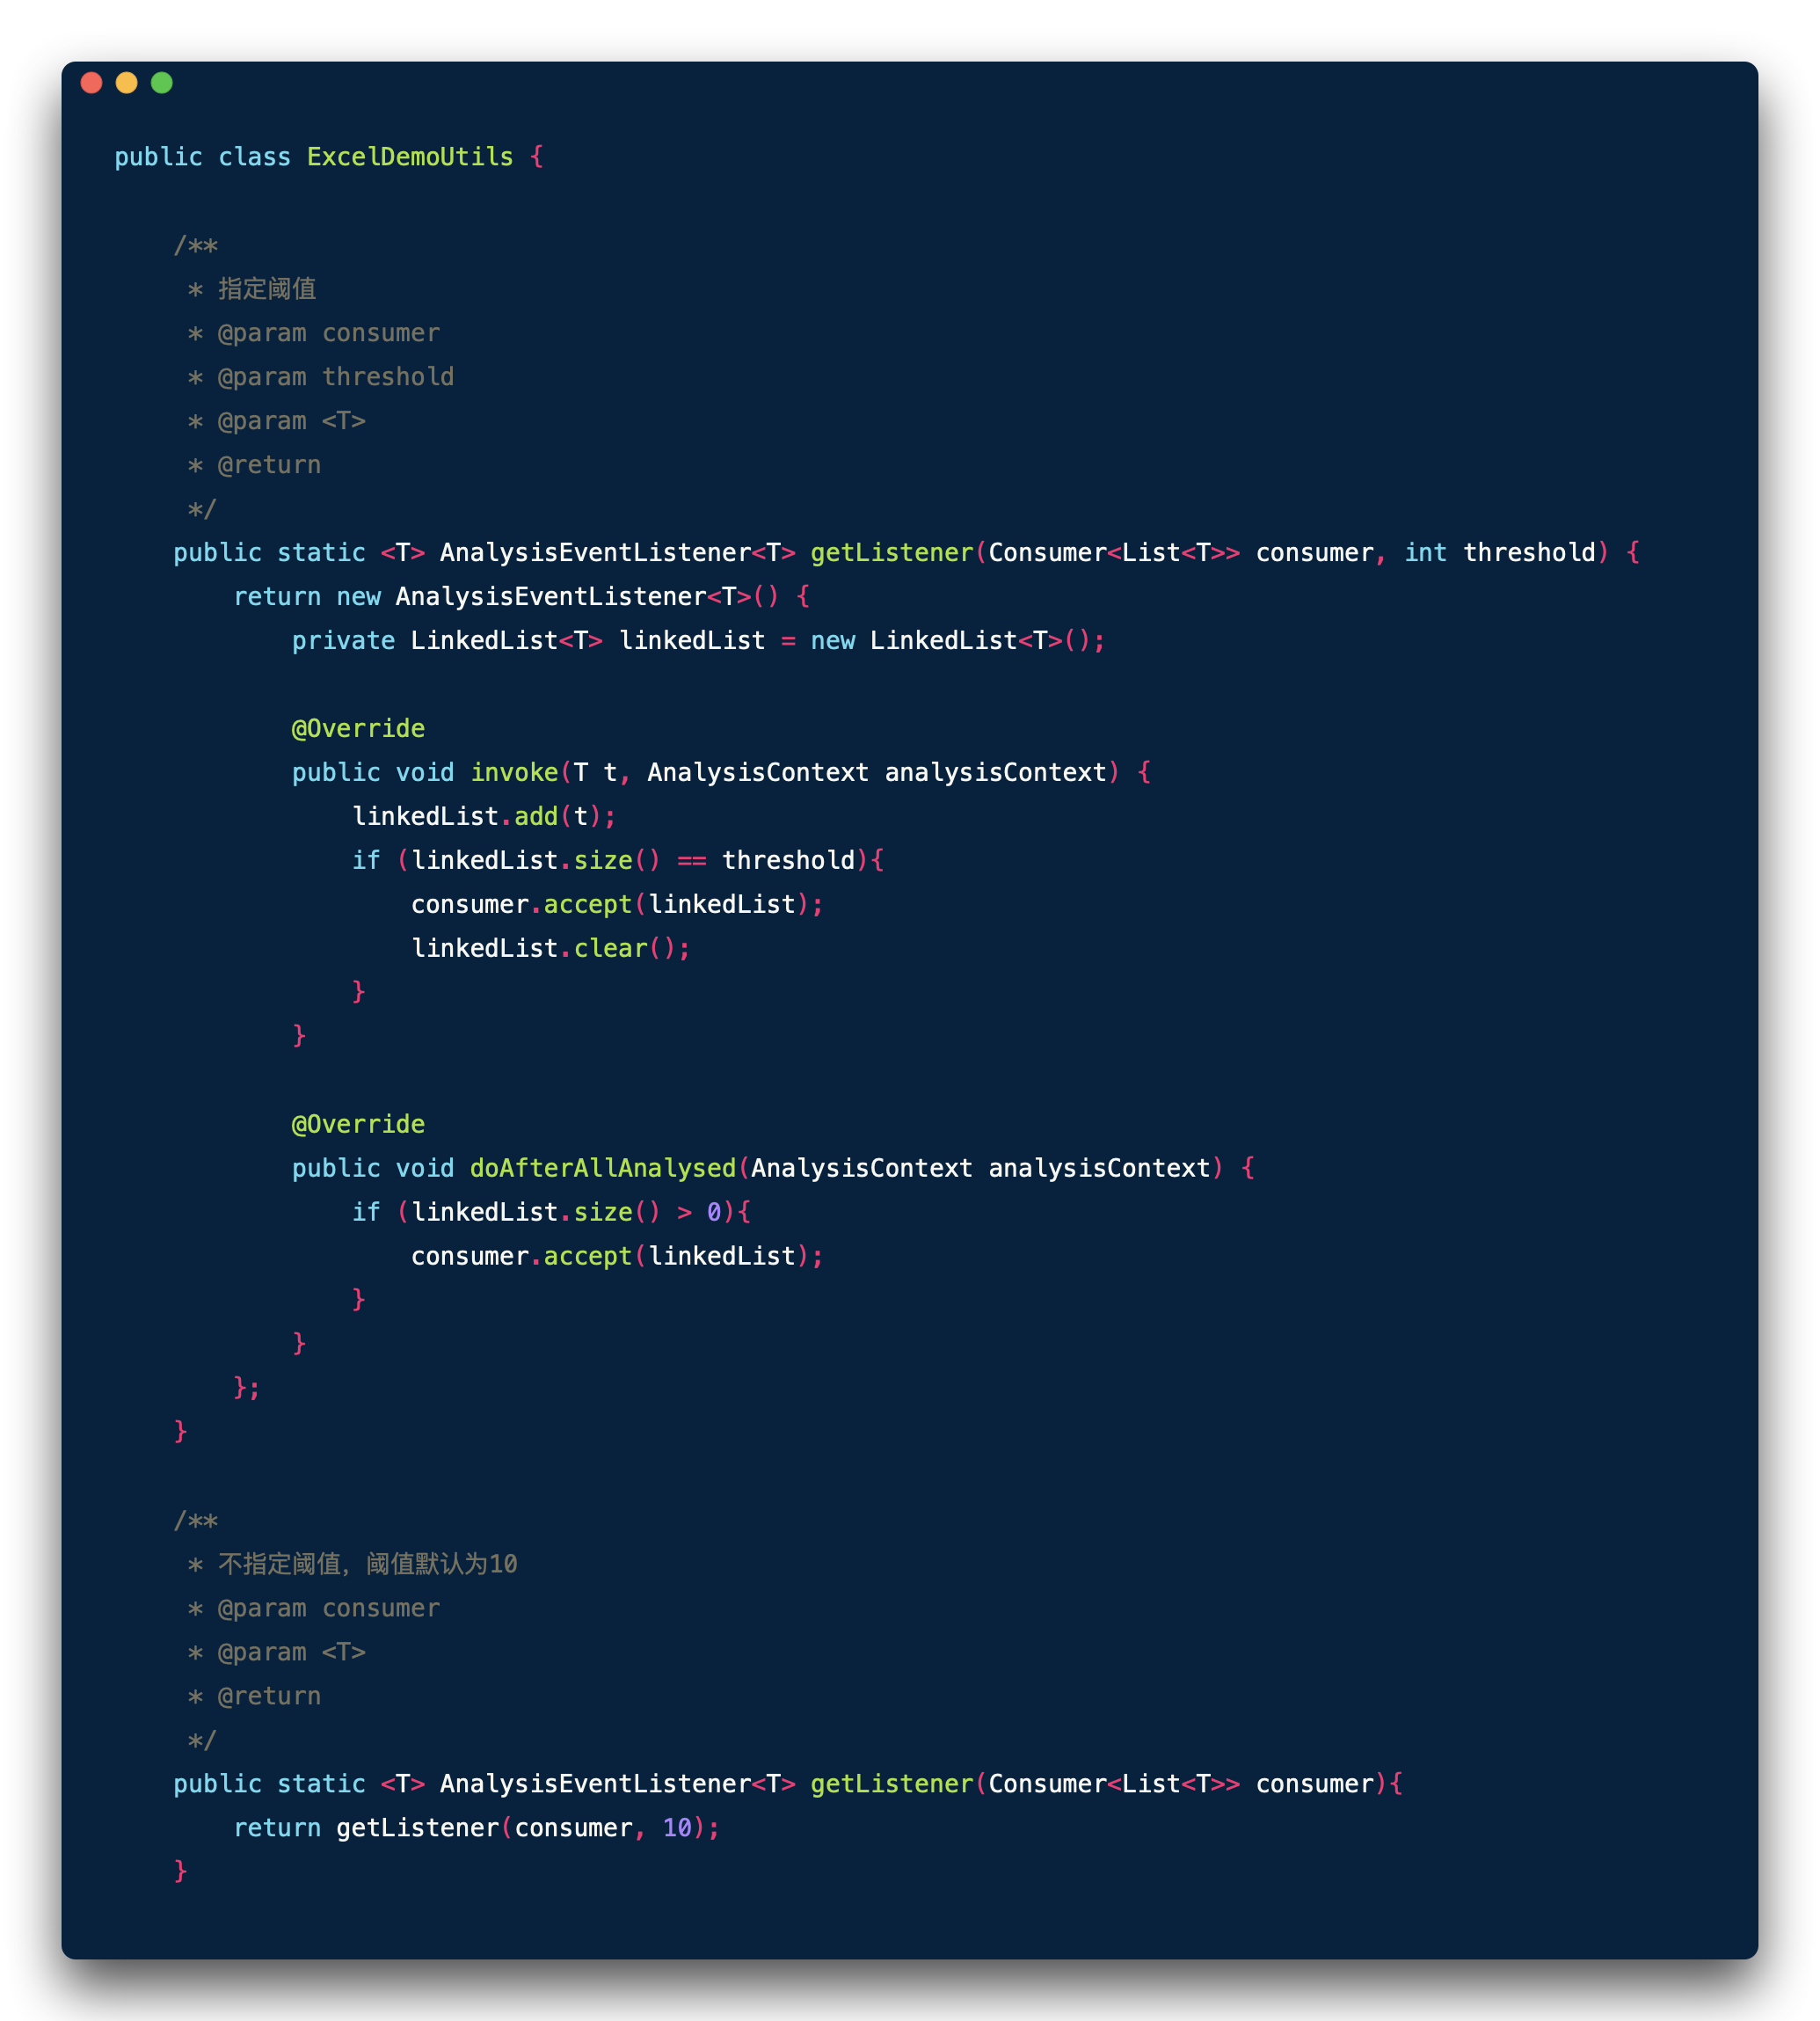 public class ExcelDemoUtils {
/**
* 指定阈值
* @param consumer
* @param threshold
* @param <T>
* @return
*/
public static <T> AnalysisEventListener<T> getListener(Consumer<List<T>> consumer, int threshold) {
return new AnalysisEventListener<T>() {
private LinkedList<T> linkedList = new LinkedList<T>();
@Override
public void invoke(T t, AnalysisContext analysisContext) {
linkedList.add(t);
if (linkedList.size() == threshold){
consumer.accept(linkedList);
linkedList.clear();
}
}
@Override
public void doAfterAllAnalysed(AnalysisContext analysisContext) {
if (linkedList.size() > 0){
consumer.accept(linkedList);
}
}
};
}
/**
* 不指定阈值，阈值默认为10
* @param consumer
* @param <T>
* @return
*/
public static <T> AnalysisEventListener<T> getListener(Consumer<List<T>> consumer){
return getListener(consumer, 10);
}